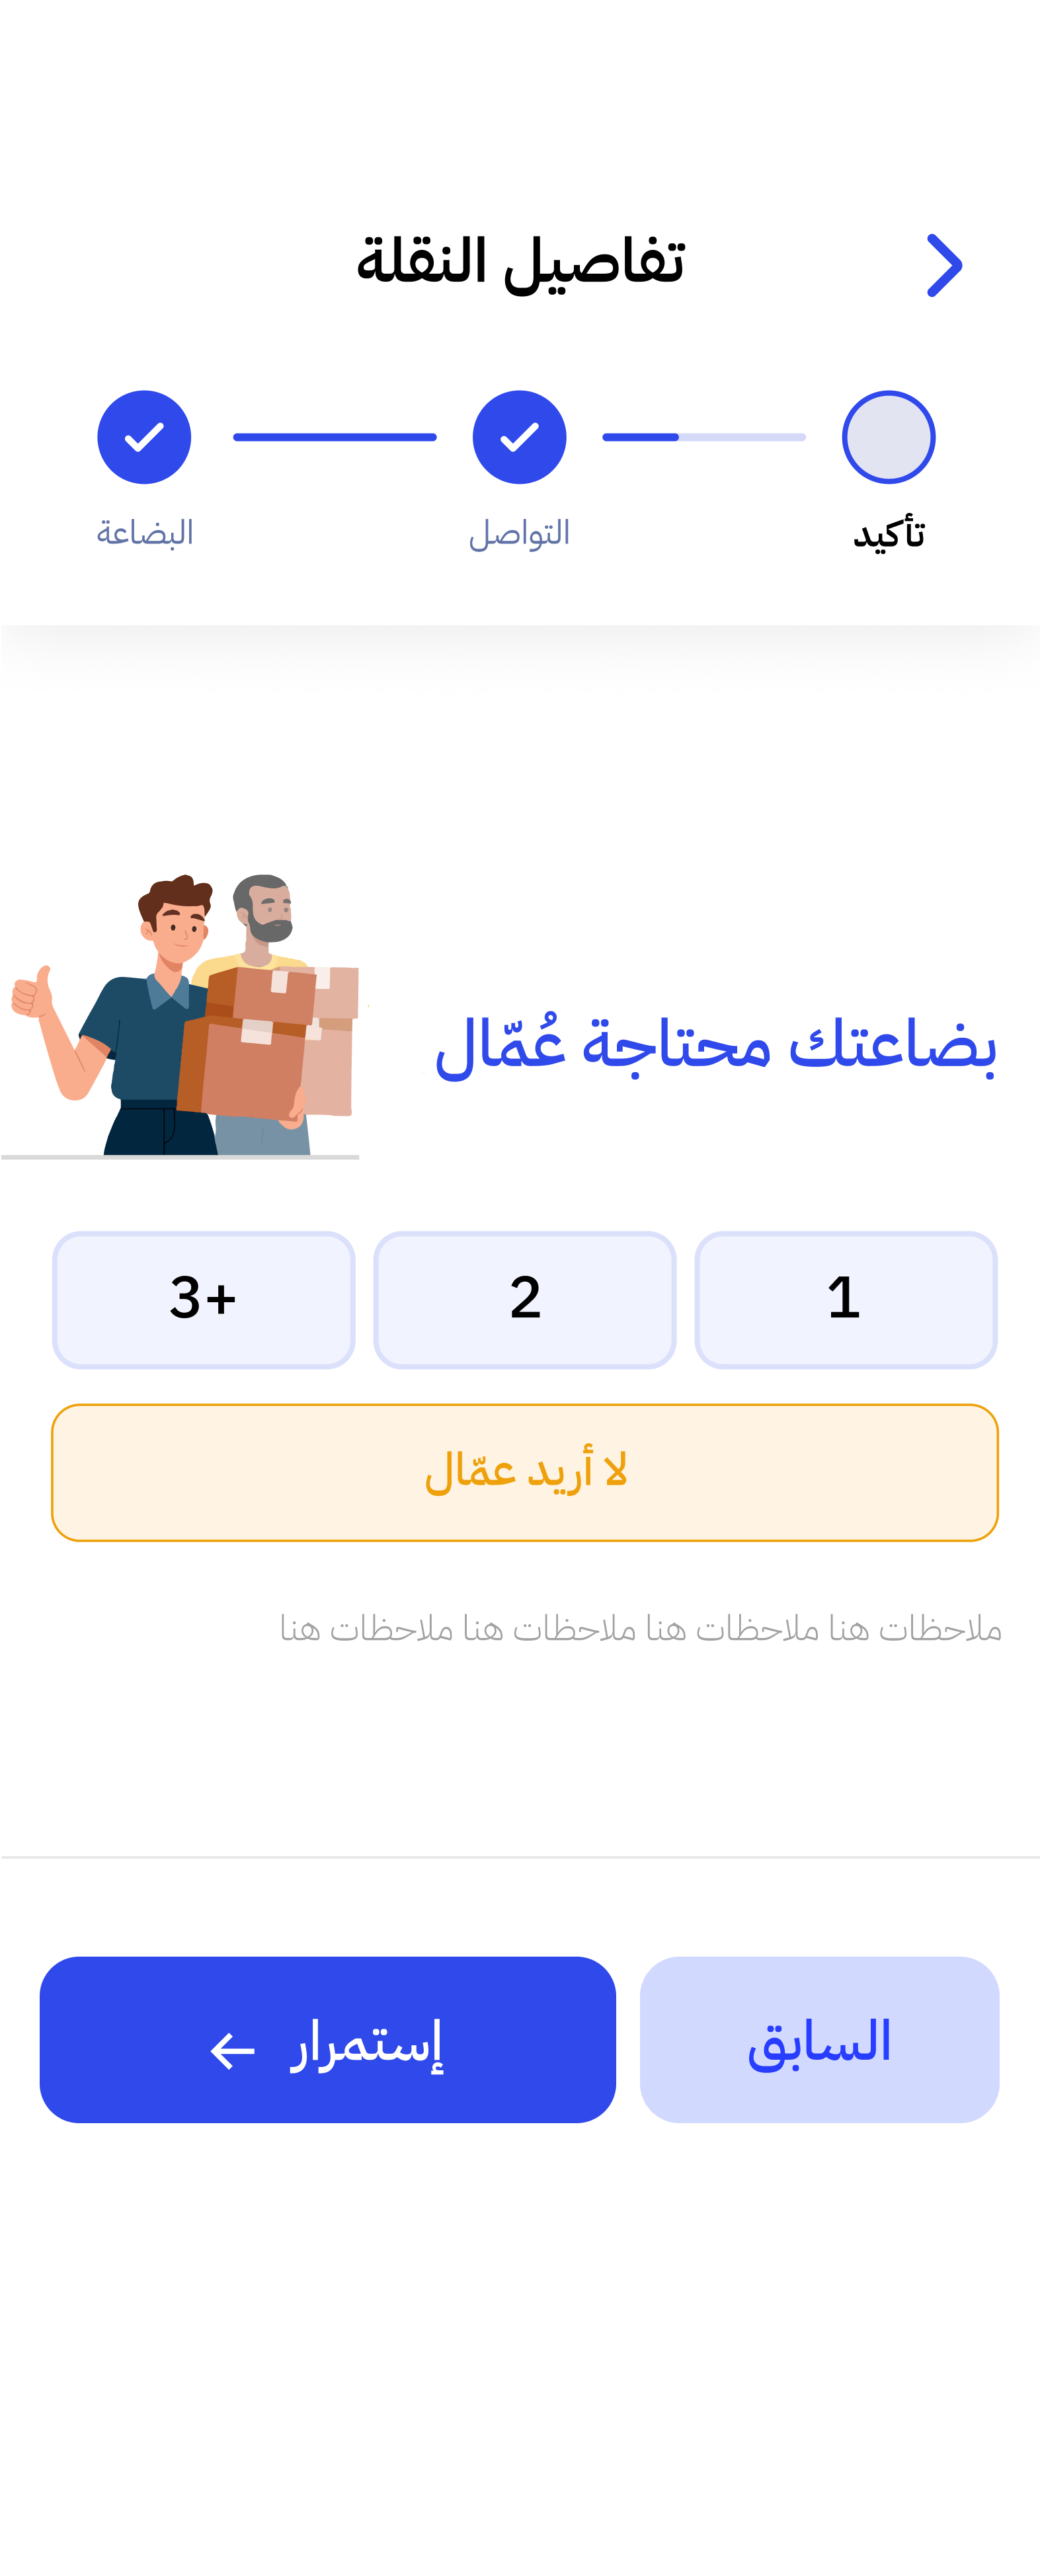 تفاصيل النقلة
تأكيد
التواصل
البضاعة
بضاعتك محتاجة عُمّال
1
2
3+
لا أريد عمّال
ملاحظات هنا ملاحظات هنا ملاحظات هنا ملاحظات هنا
السابق
إستمرار